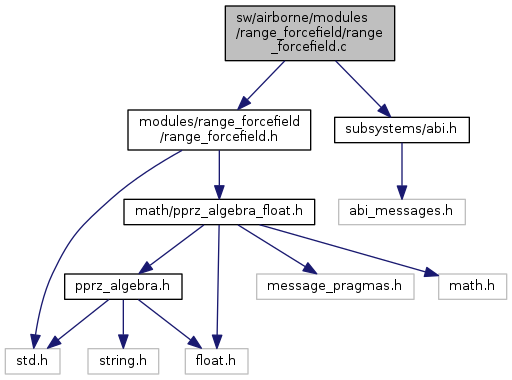 sw/airborne/modules
/range_forcefield/range
_forcefield.c
modules/range_forcefield
/range_forcefield.h
subsystems/abi.h
math/pprz_algebra_float.h
abi_messages.h
pprz_algebra.h
message_pragmas.h
math.h
std.h
string.h
float.h